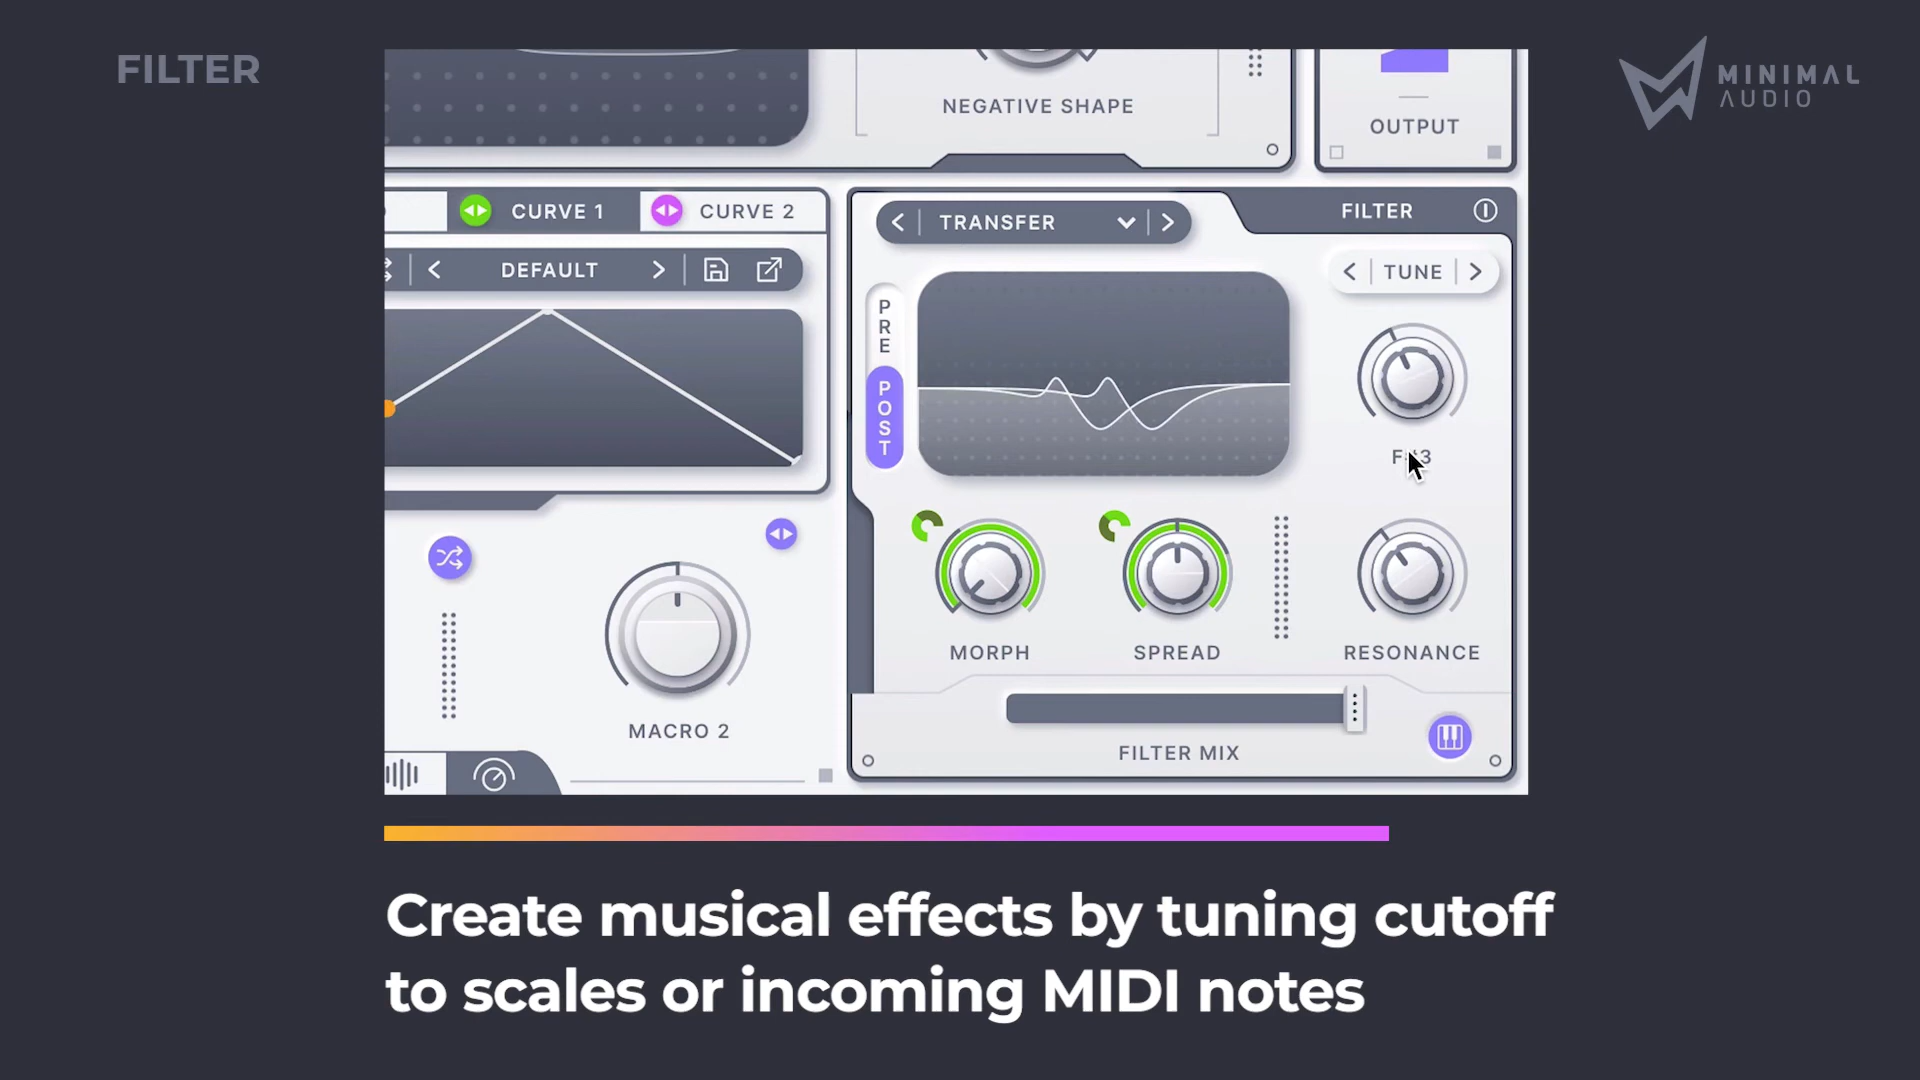 FILTER
MINIMAL
AUDIO
NEGATIVE SHAPE
OUTPUT
CURVE 1
CURVE 2
DEFAULT
TRANSFER
FILTER
TUNE
PRE
POST
MORPH
SPREAD
RESONANCE
MACRO 2
FILTER MIX
Create musical effects by tuning cutoff
to scales or incoming MIDI notes